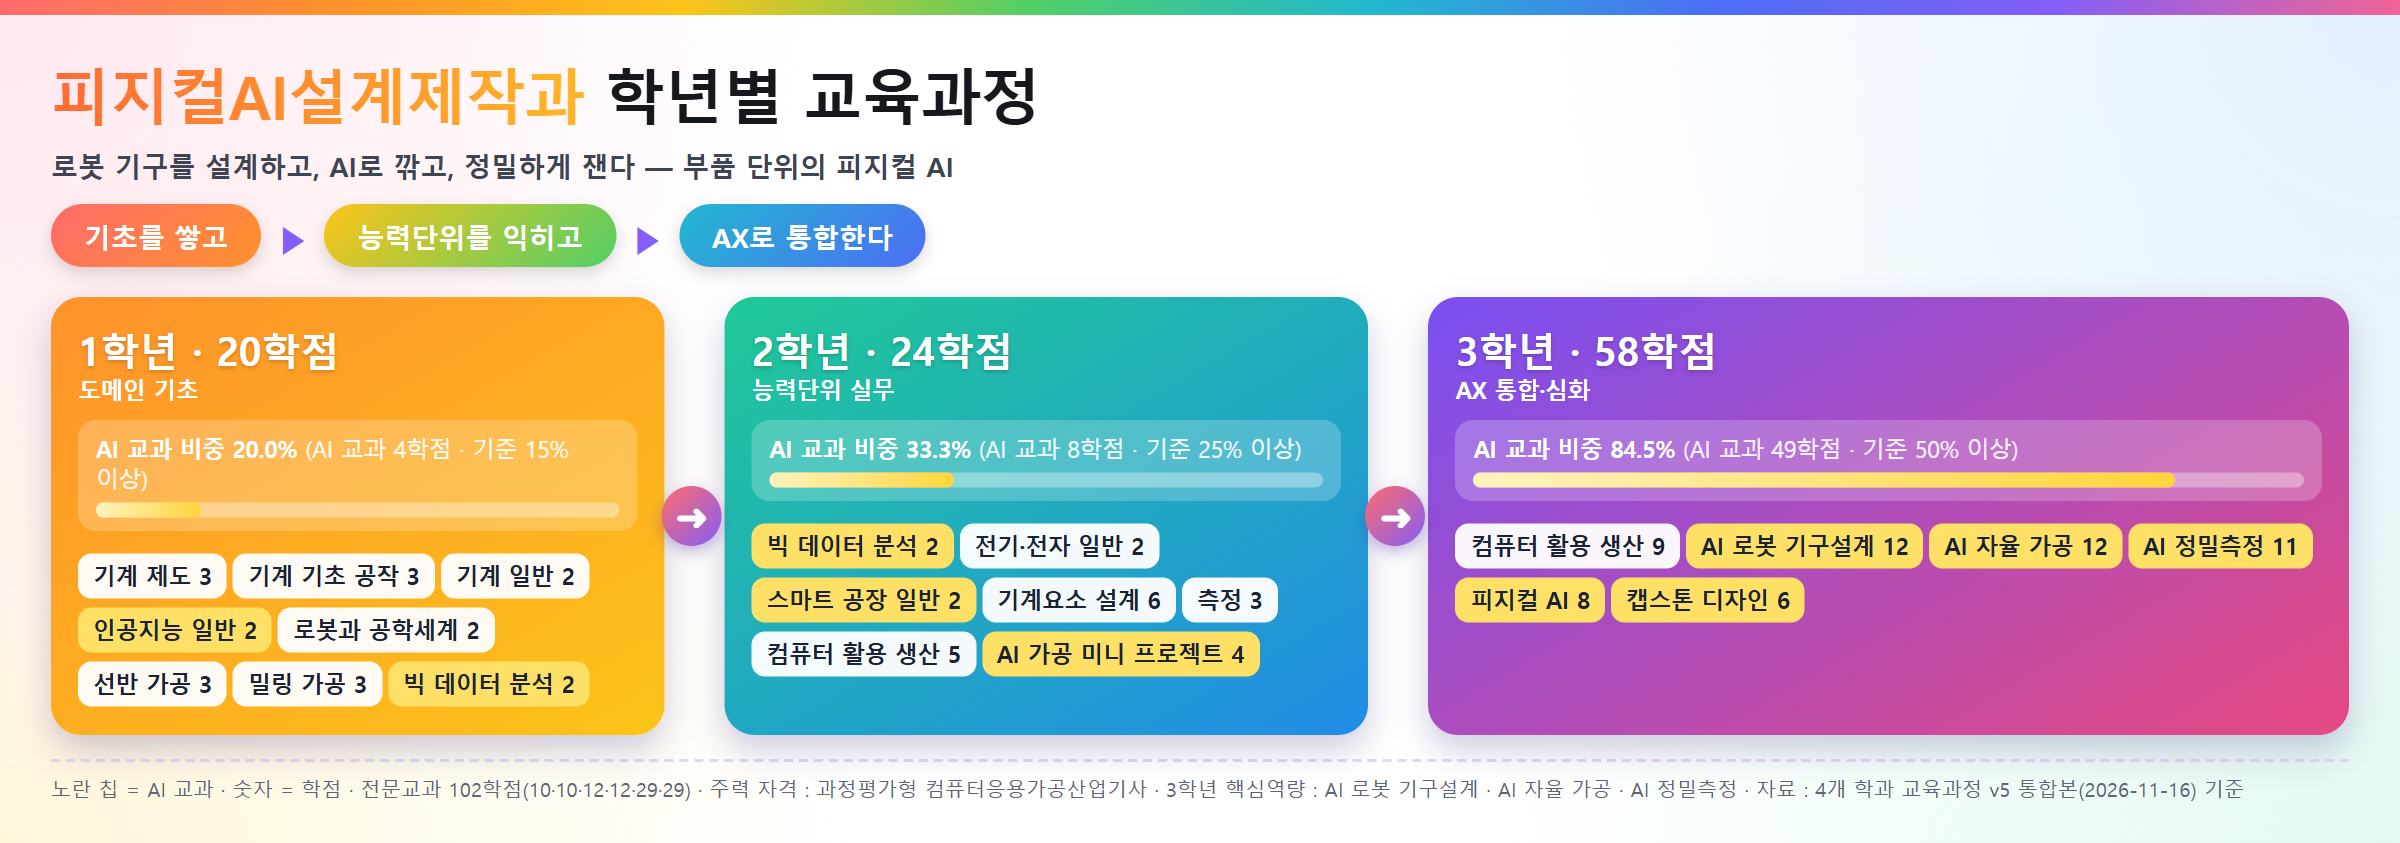 피지컬AI설계제작과 학년별 교육과정
로봇 기구를 설계하고, AI로 깎고, 정밀하게 잰다 — 부품 단위의 피지컬 AI
기초를 쌓고 ▶ 능력단위를 익히고 ▶ AX로 통합한다
1학년 · 20학점
도메인 기초
AI 교과 비중 20.0% (AI 교과 4학점 · 기준 15%
이상)
기계 제도 3 기계 기초 공작 3 기계 일반 2
인공지능 일반 2 로봇과 공학세계 2
선반 가공 3 밀링 가공 3 빅 데이터 분석 2
➜
2학년 · 24학점
능력단위 실무
AI 교과 비중 33.3% (AI 교과 8학점 · 기준 25% 이상)
빅 데이터 분석 2 전기·전자 일반 2
스마트 공장 일반 2 기계요소 설계 6 측정 3
컴퓨터 활용 생산 5 AI 가공 미니 프로젝트 4
➜
3학년 · 58학점
AX 통합·심화
AI 교과 비중 84.5% (AI 교과 49학점 · 기준 50% 이상)
컴퓨터 활용 생산 9 AI 로봇 기구설계 12 AI 자율 가공 12 AI 정밀측정 11
피지컬 AI 8 캡스톤 디자인 6
노란 칩 = AI 교과 · 숫자 = 학점 · 전문교과 102학점(10·10·12·12·29·29) · 주력 자격 : 과정평가형 컴퓨터응용가공산업기사 · 3학년 핵심역량 : AI 로봇 기구설계 · AI 자율 가공 · AI 정밀측정 · 자료 : 4개 학과 교육과정 v5 통합본(2026-11-16) 기준